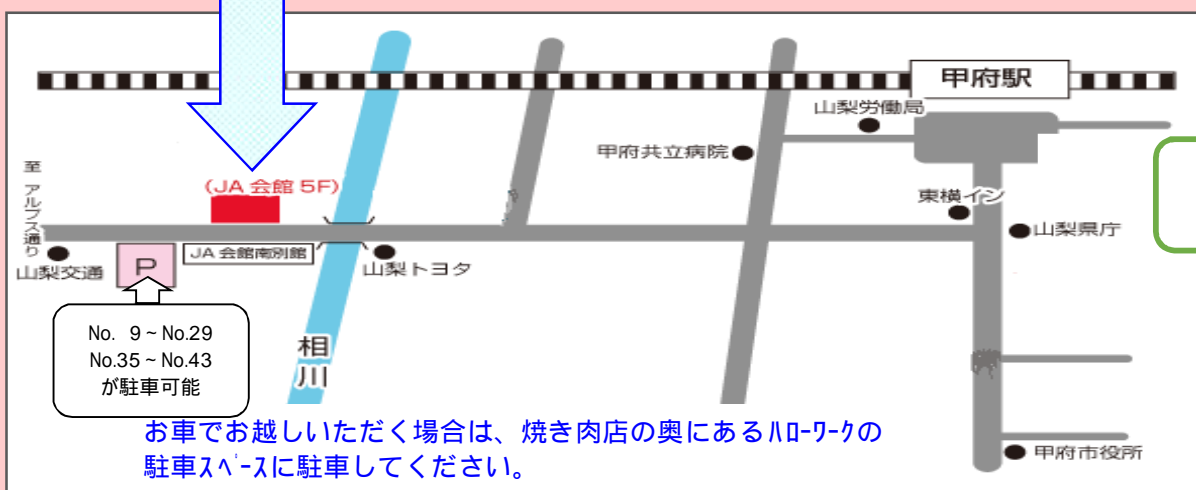 甲府駅
山梨労働局
甲府共立病院
至 アルプス通り
(JA 会館 5F)
東横イン
山梨県庁
JA 会館南別館
山梨交通
P
山梨トヨタ
No. 9~No.29
No.35~No.43
が駐車可能
相川
お車でお越しいただく場合は、焼き肉店の奥にあるﾊﾛｰﾜｰｸの
駐車ｽﾍﾟｰｽに駐車してください。
甲府市役所